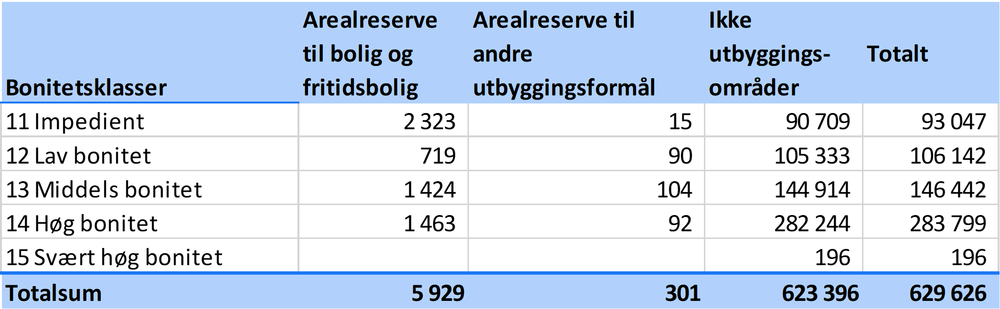 Bonitetsklasser Arealreserve til bolig og fritidsbolig Arealreserve til andre utbyggingsformål Ikke utbyggings-områder Totalt
11 Impedient 2 323 15 90 709 93 047
12 Lav bonitet 719 90 105 333 106 142
13 Middels bonitet 1 424 104 144 914 146 442
14 Høg bonitet 1 463 92 282 244 283 799
15 Svært høg bonitet 196 196
Totalsum 5 929 301 623 396 629 626